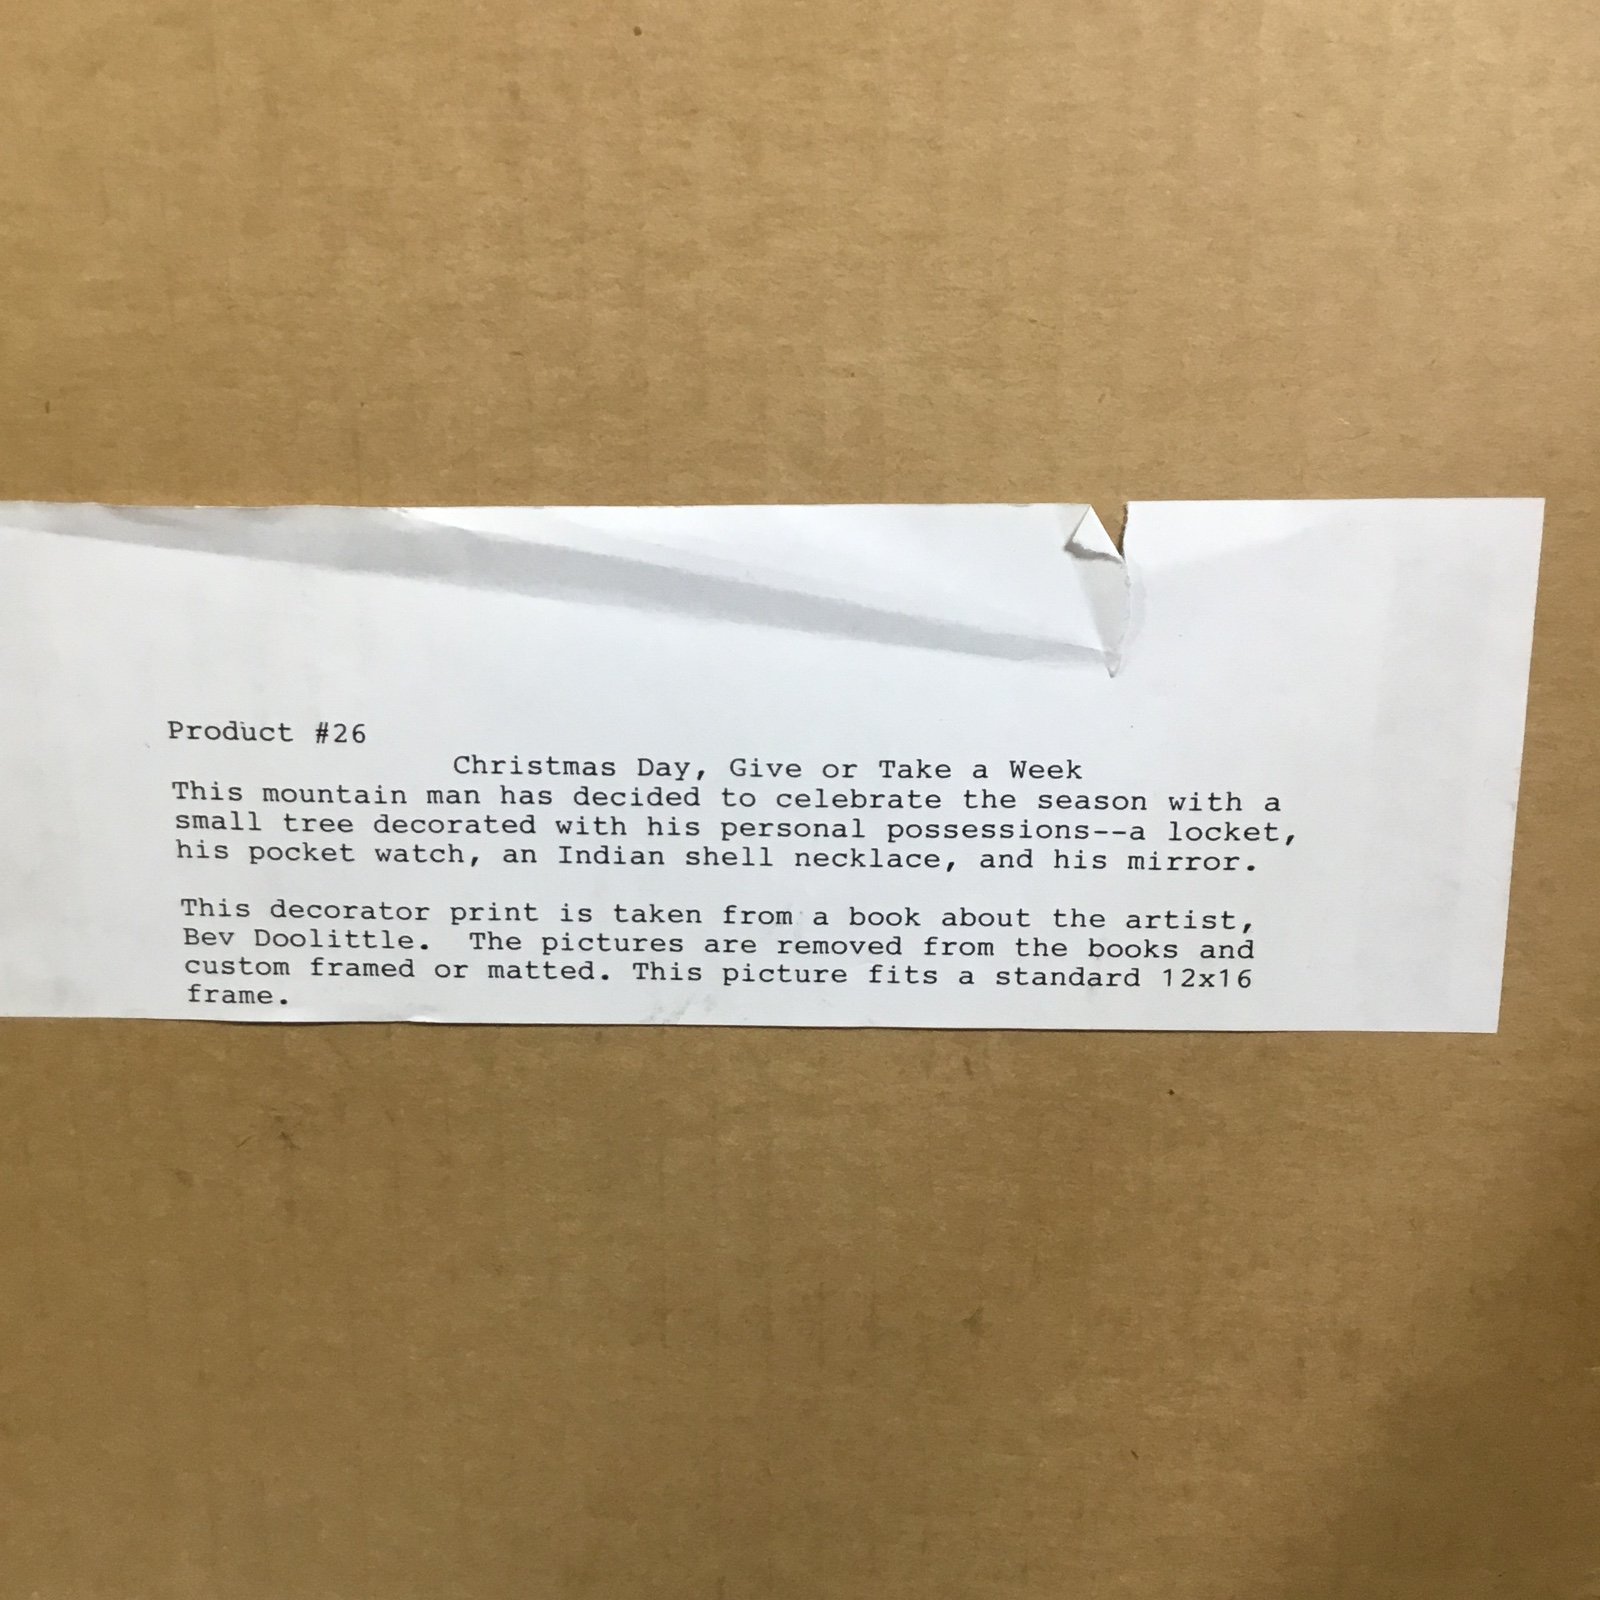 Product #26
Christmas Day, Give or Take a Week
This mountain man has decided to celebrate the season with a
small tree decorated with his personal possessions--a locket,
his pocket watch, an Indian shell necklace, and his mirror.
This decorator print is taken from a book about the artist,
Bev Doolittle.  The pictures are removed from the books and
custom framed or matted. This picture fits a standard 12x16
frame.